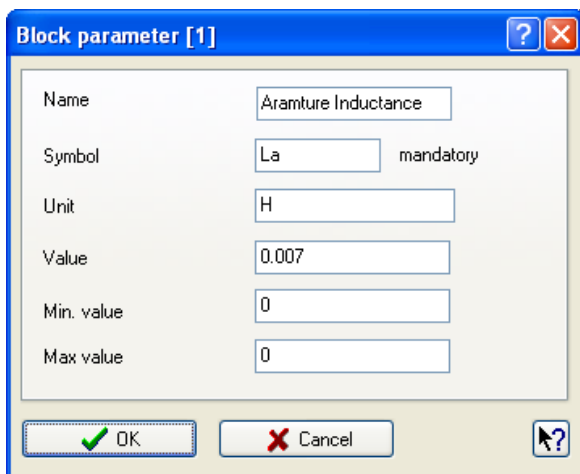 Block parameter [1]
Name Aramture Inductance
Symbol La mandatory
Unit H
Value 0.007
Min. value 0
Max value 0
OK Cancel